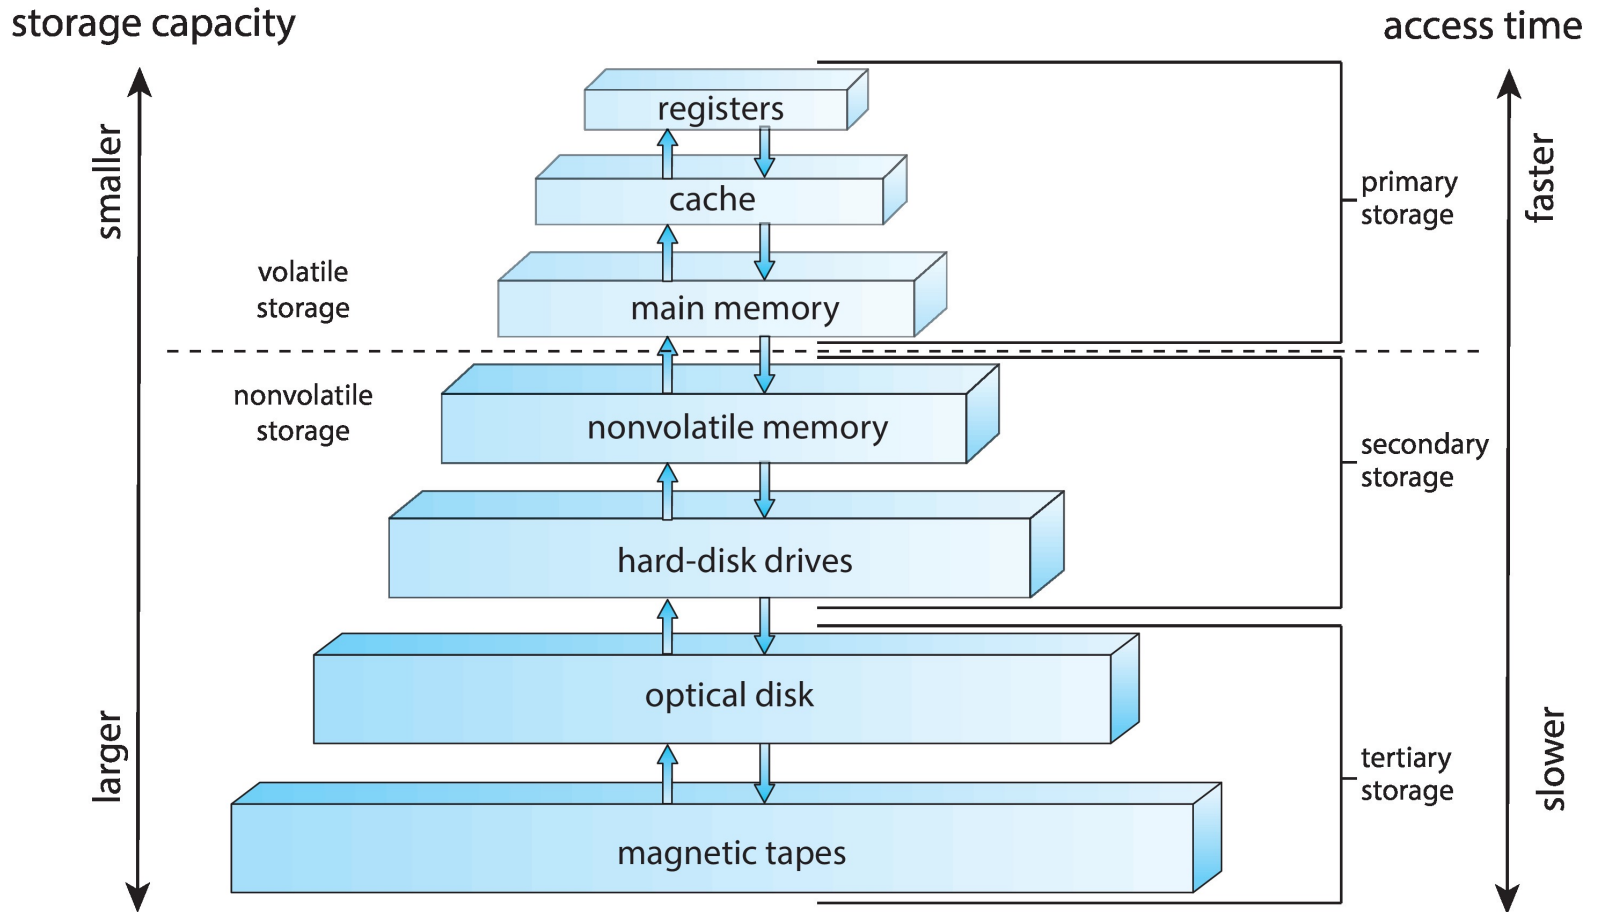 storage capacity
access time
smaller
larger
volatile
storage
nonvolatile
storage
registers
cache
main memory
nonvolatile memory
hard-disk drives
optical disk
magnetic tapes
primary
storage
secondary
storage
tertiary
storage
faster
slower